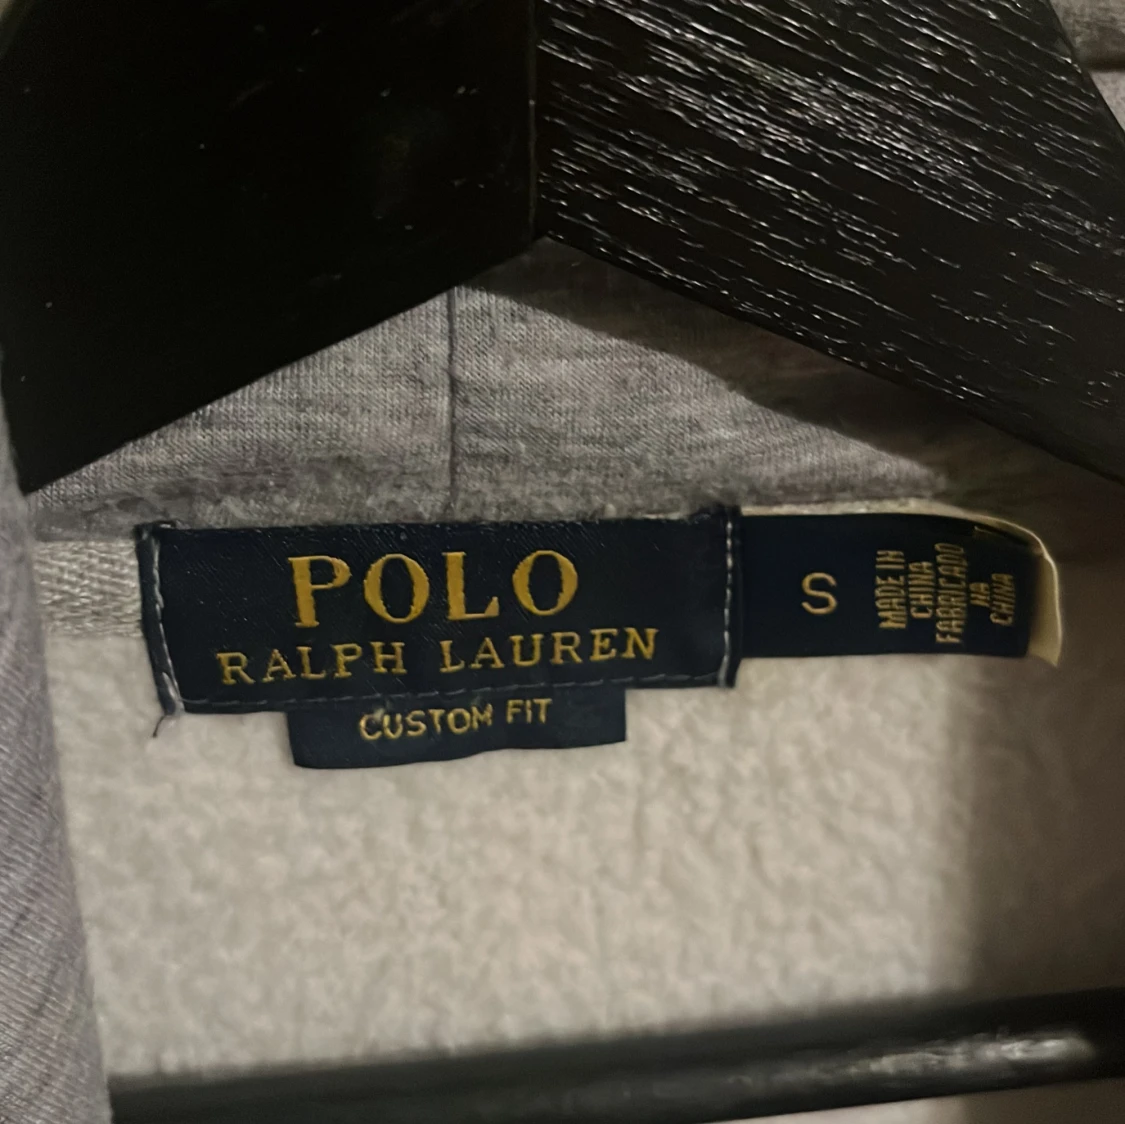 POLO
RALPH LAUREN
CUSTOM FIT
S
MADE IN
CHINA
FABRICADO
NA
CHINA